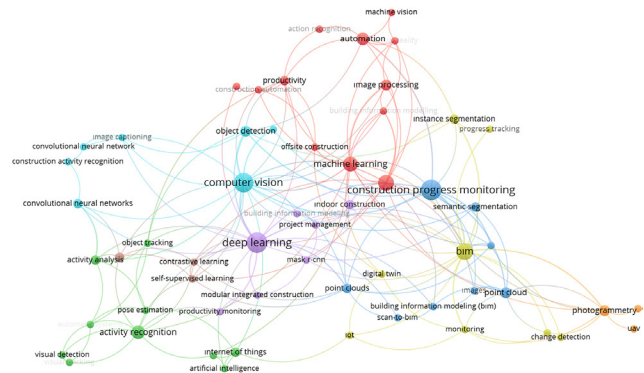 machine vision
action recognition
automation
productivity
image processing
construction automation
building information modelling
instance segmentation
progress tracking
image captioning
object detection
convolutional neural network
offsite construction
construction activity recognition
machine learning
computer vision
construction progress monitoring
convolutional neural networks
indoor construction
semantic segmentation
building information modeling
project management
deep learning
object tracking
bim
activity analysis
contrastive learning
mask r-cnn
self-supervised learning
digital twin
point clouds
images
point cloud
modular integrated construction
pose estimation
productivity monitoring
building information modeling (bim)
photogrammetry
scan-to-bim
activity recognition
monitoring
uav
iot
change detection
visual detection
internet of things
artificial intelligence